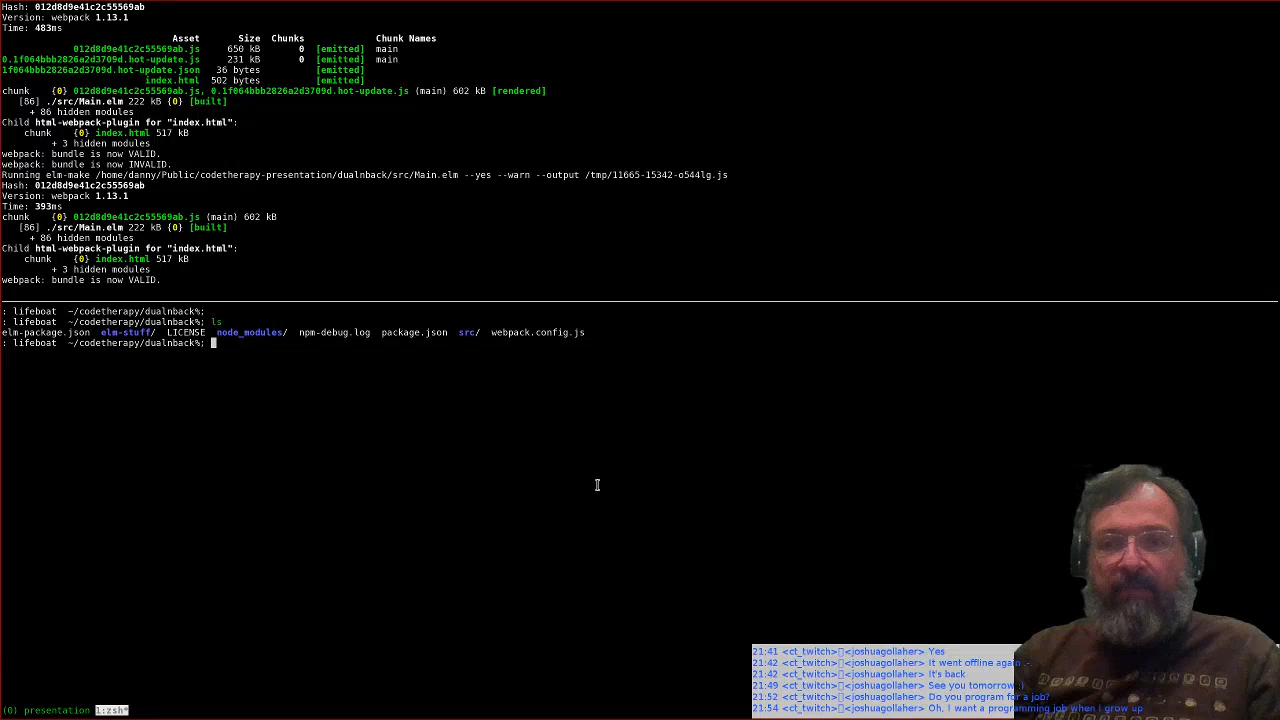 Hash: 012d8d9e41c2c55569ab
Version: webpack 1.13.1
Time: 483ms
Asset Size Chunks Chunk Names
012d8d9e41c2c55569ab.js 650 kB 0 [emitted] main
0.1f064bbb2826a2d3709d.hot-update.js 231 kB 0 [emitted] main
1f064bbb2826a2d3709d.hot-update.json 36 bytes [emitted]
index.html 502 bytes [emitted]
chunk {0} 012d8d9e41c2c55569ab.js, 0.1f064bbb2826a2d3709d.hot-update.js (main) 602 kB [rendered]
[86] ./src/Main.elm 222 kB {0} [built]
+ 86 hidden modules
Child html-webpack-plugin for "index.html":
chunk {0} index.html 517 kB
+ 3 hidden modules
webpack: bundle is now VALID.
webpack: bundle is now INVALID.
Running elm-make /home/danny/Public/codetherapy-presentation/dualnback/src/Main.elm --yes --warn --output /tmp/11665-15342-o544lg.js
Hash: 012d8d9e41c2c55569ab
Version: webpack 1.13.1
Time: 393ms
chunk {0} 012d8d9e41c2c55569ab.js (main) 602 kB
[86] ./src/Main.elm 222 kB {0} [built]
+ 86 hidden modules
Child html-webpack-plugin for "index.html":
chunk {0} index.html 517 kB
+ 3 hidden modules
webpack: bundle is now VALID.
: lifeboat ~/codetherapy/dualnback%;
: lifeboat ~/codetherapy/dualnback%; ls
elm-package.json elm-stuff/ LICENSE node_modules/ npm-debug.log package.json src/ webpack.config.js
: lifeboat ~/codetherapy/dualnback%;
21:41 <ct_twitch> <joshuagollaher> Yes
21:42 <ct_twitch> <joshuagollaher> It went offline again .-.
21:42 <ct_twitch> <joshuagollaher> It's back
21:49 <ct_twitch> <joshuagollaher> See you tomorrow :)
21:52 <ct_twitch> <joshuagollaher> Do you program for a job?
21:54 <ct_twitch> <joshuagollaher> Oh, I want a programming job when I grow up
(0) presentation 1:zsh*